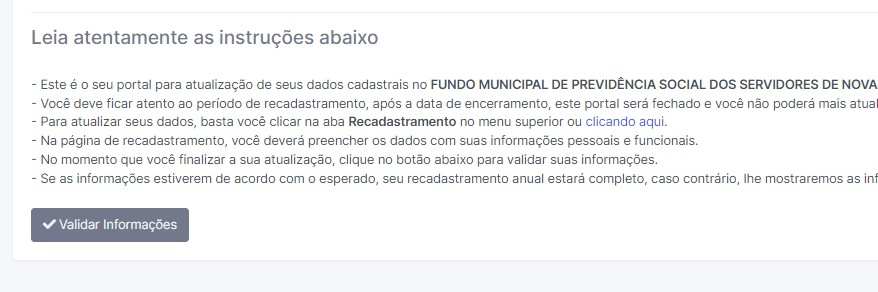 Leia atentamente as instruções abaixo
- Este é o seu portal para atualização de seus dados cadastrais no FUNDO MUNICIPAL DE PREVIDÊNCIA SOCIAL DOS SERVIDORES DE NOVA
- Você deve ficar atento ao período de recadastramento, após a data de encerramento, este portal será fechado e você não poderá mais
- Para atualizar seus dados, basta você clicar na aba Recadastramento no menu superior ou clicando aqui.
- Na página de recadastramento, você deverá preencher os dados com suas informações pessoais e funcionais.
- No momento que você finalizar a sua atualização, clique no botão abaixo para validar suas informações.
- Se as informações estiverem de acordo com o esperado, seu recadastramento anual estará completo, caso contrário, lhe mostraremos as
Validar Informações